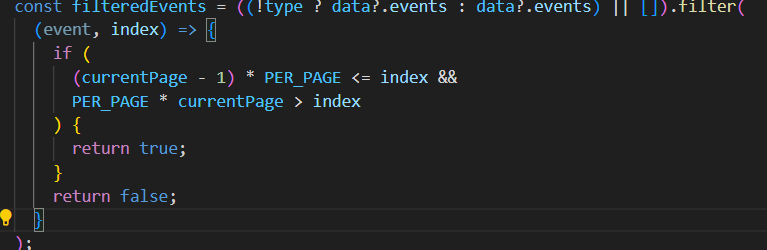 const filteredEvents = ((!type ? data?.events : data?.events) || []).filter(
(event, index) => {
if (
(currentPage - 1) * PER_PAGE <= index &&
PER_PAGE * currentPage > index
) {
return true;
}
return false;
}
);